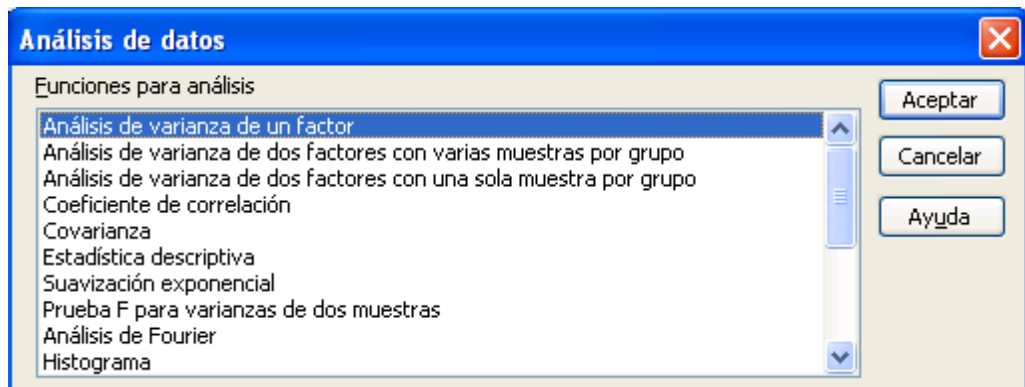 Análisis de datos
Funciones para análisis
Análisis de varianza de un factor
Análisis de varianza de dos factores con varias muestras por grupo
Análisis de varianza de dos factores con una sola muestra por grupo
Coeficiente de correlación
Covarianza
Estadística descriptiva
Suavización exponencial
Prueba F para varianzas de dos muestras
Análisis de Fourier
Histograma
Aceptar
Cancelar
Ayuda